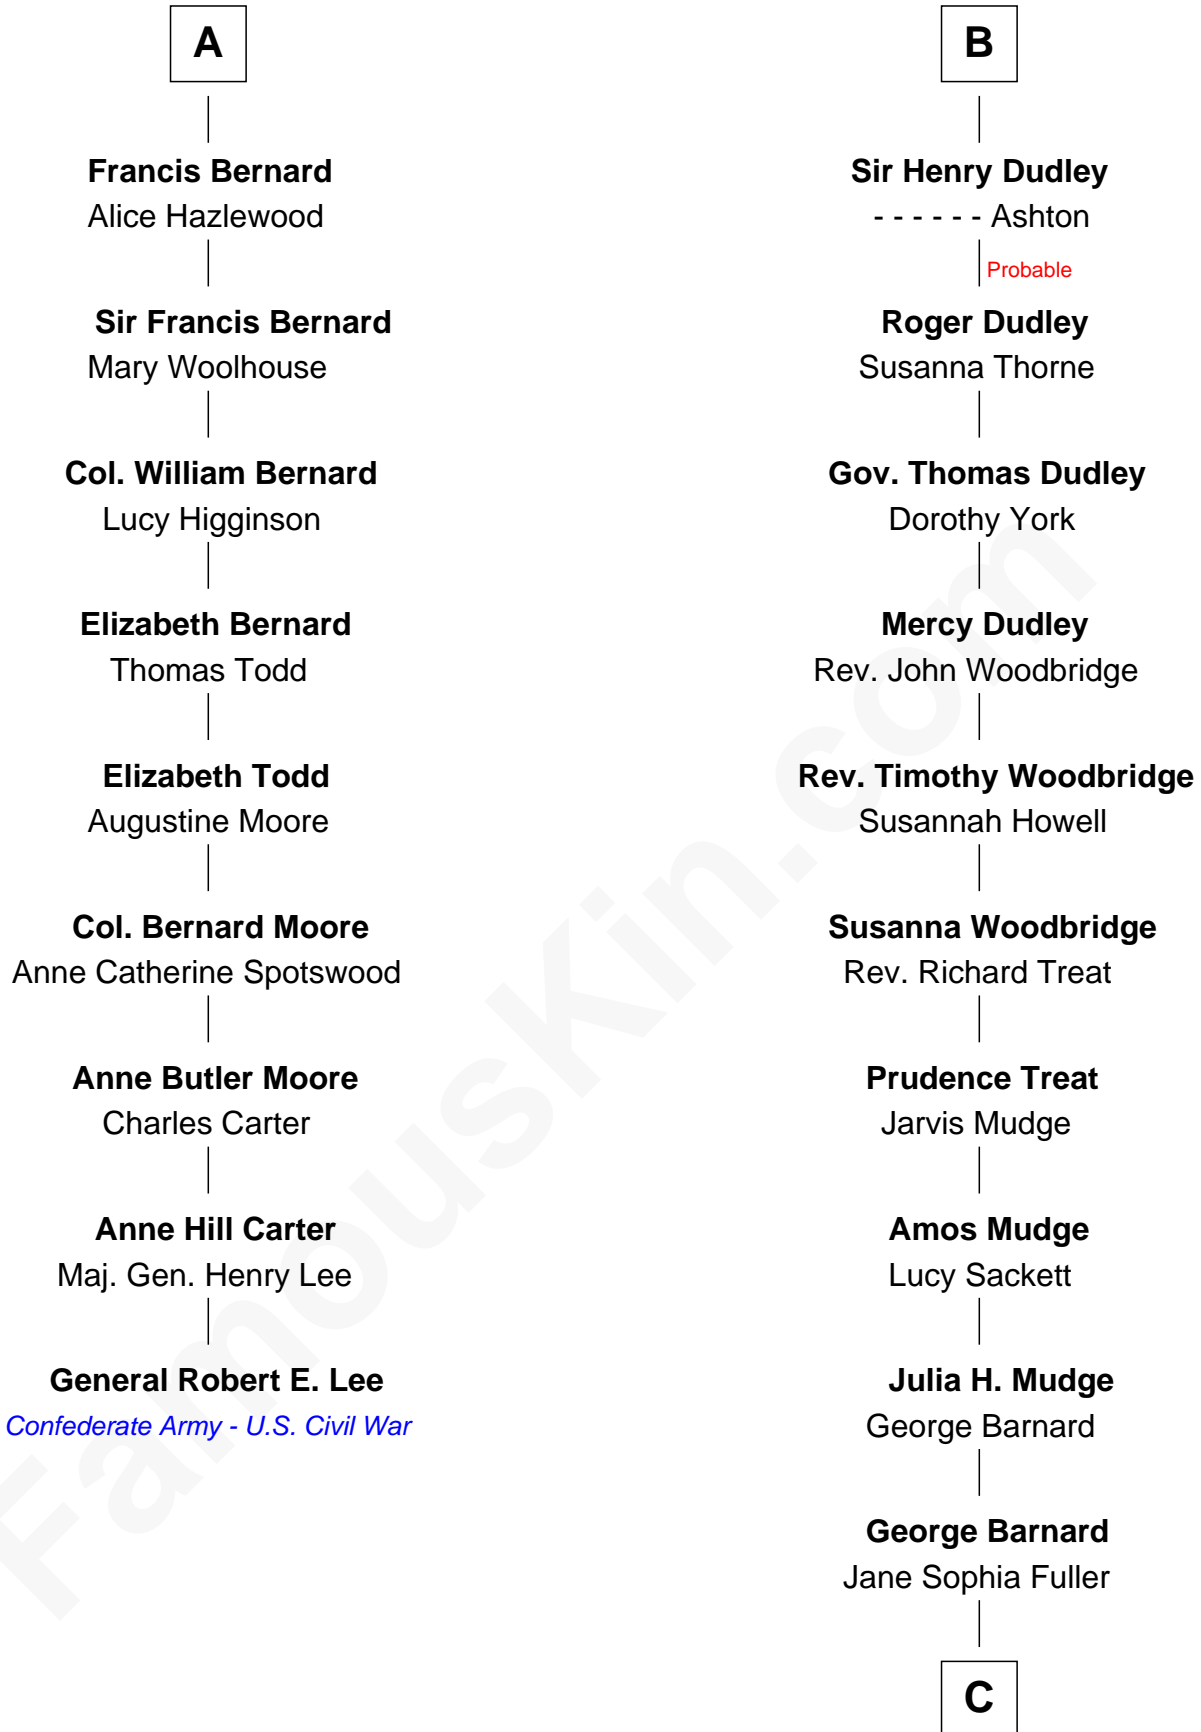 A
Francis Bernard
Alice Hazlewood
Sir Francis Bernard
Mary Woolhouse
Col. William Bernard
Lucy Higginson
Elizabeth Bernard
Thomas Todd
Elizabeth Todd
Augustine Moore
Col. Bernard Moore
Anne Catherine Spotswood
Anne Butler Moore
Charles Carter
Anne Hill Carter
Maj. Gen. Henry Lee
General Robert E. Lee
Confederate Army - U.S. Civil War
B
Sir Henry Dudley
- - - - - - Ashton
Probable
Roger Dudley
Susanna Thorne
Gov. Thomas Dudley
Dorothy York
Mercy Dudley
Rev. John Woodbridge
Rev. Timothy Woodbridge
Susannah Howell
Susanna Woodbridge
Rev. Richard Treat
Prudence Treat
Jarvis Mudge
Amos Mudge
Lucy Sackett
Julia H. Mudge
George Barnard
George Barnard
Jane Sophia Fuller
C
FamousKin.com